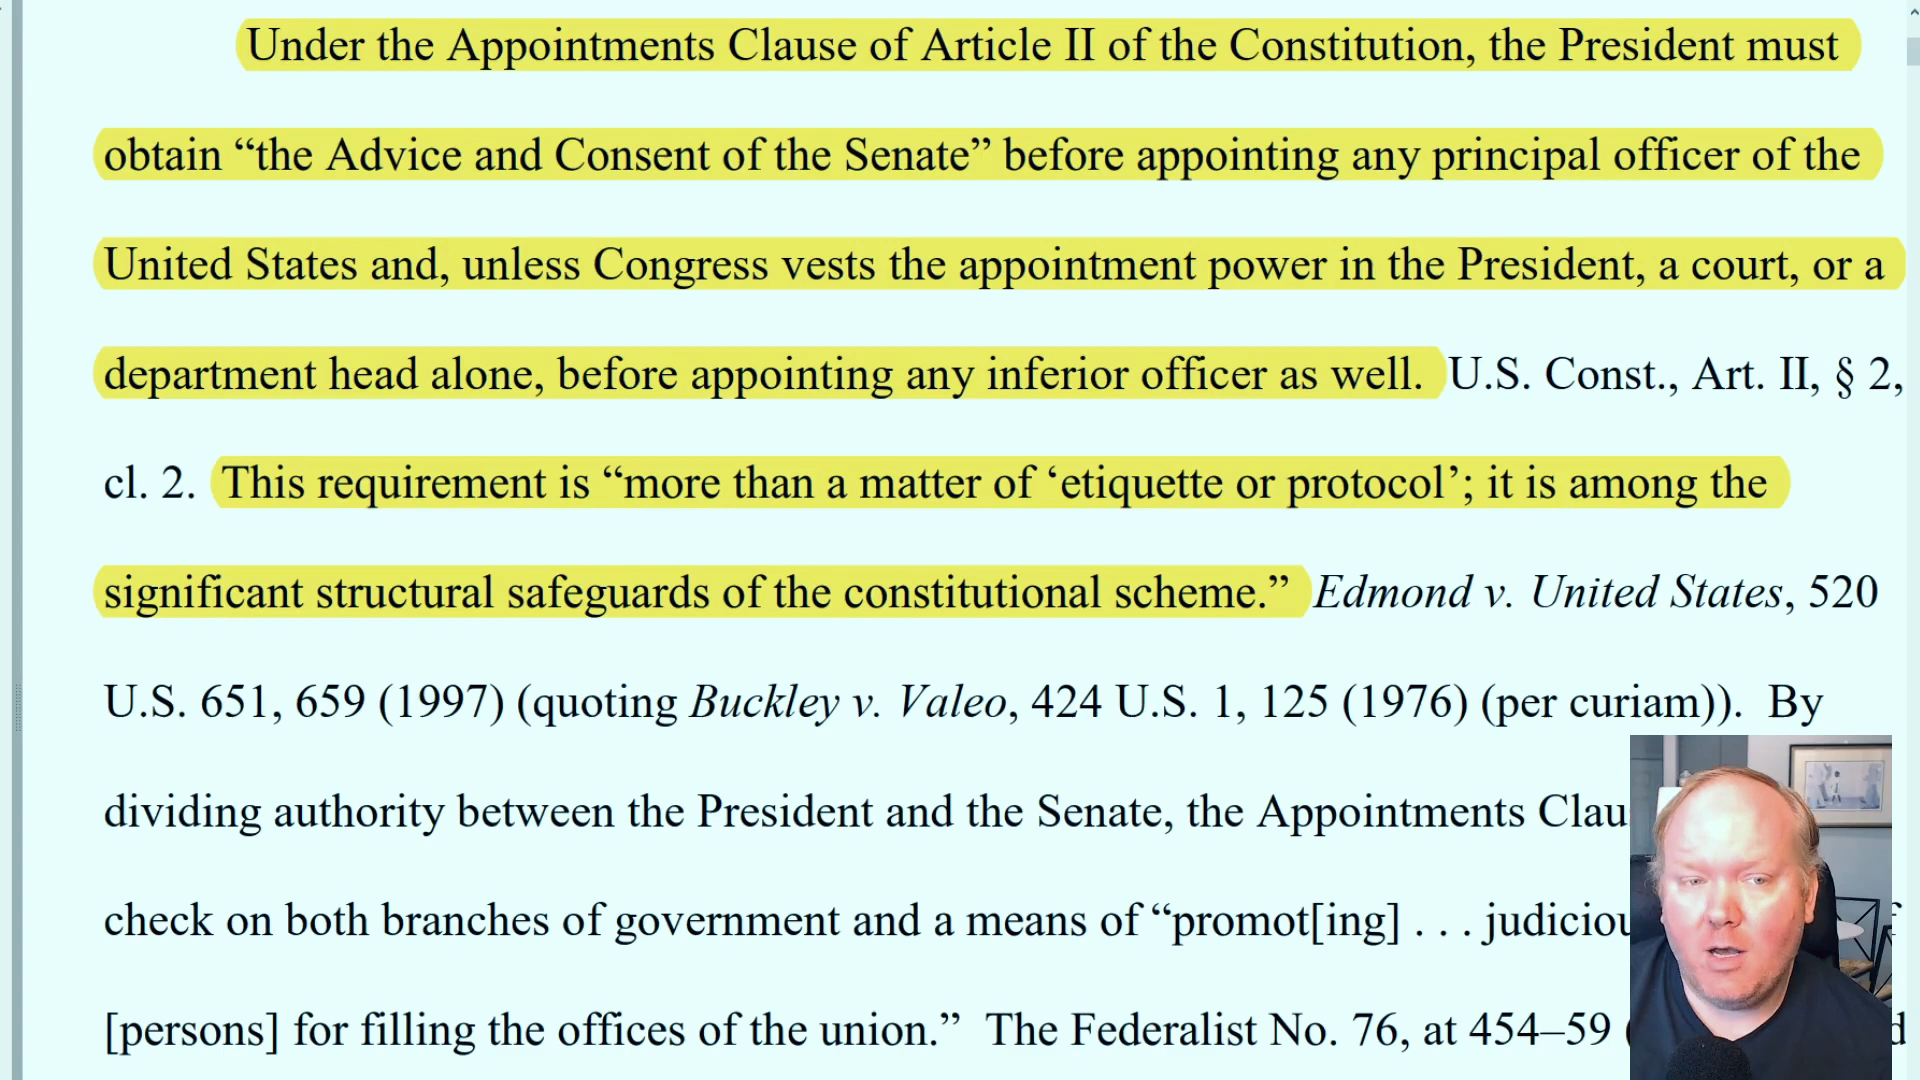 Under the Appointments Clause of Article II of the Constitution, the President must
obtain “the Advice and Consent of the Senate” before appointing any principal officer of the
United States and, unless Congress vests the appointment power in the President, a court, or a
department head alone, before appointing any inferior officer as well. U.S. Const., Art. II, § 2,
cl. 2. This requirement is “more than a matter of ‘etiquette or protocol’; it is among the
significant structural safeguards of the constitutional scheme.” Edmond v. United States, 520
U.S. 651, 659 (1997) (quoting Buckley v. Valeo, 424 U.S. 1, 125 (1976) (per curiam)). By
dividing authority between the President and the Senate, the Appointments
check on both branches of government and a means of “promot[ing] . . .
[persons] for filling the offices of the union.” The Federalist No. 76, at 454–59